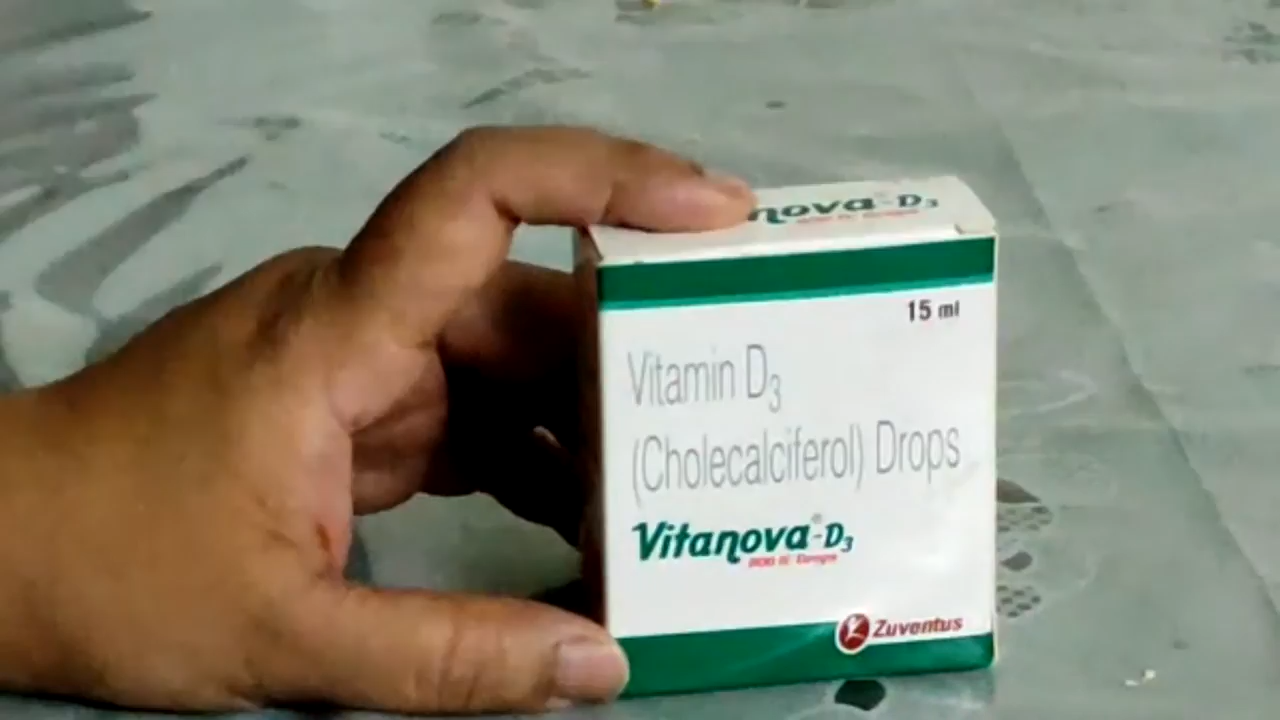 nova®-D3
15 ml
Vitamin D3
(Cholecalciferol) Drops
Vitanova®-D3
Zuventus